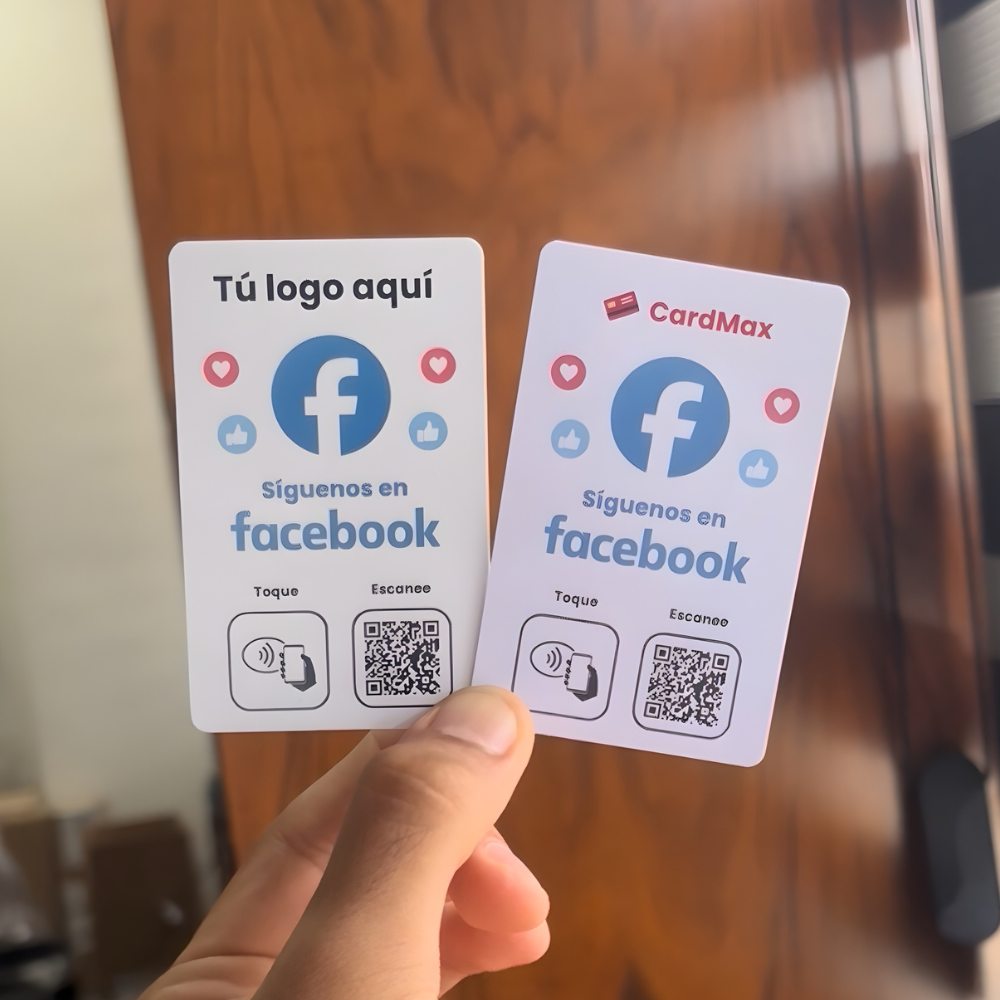 Tú logo aquí
Síguenos en
facebook
Toque
Escanee
CardMax
Síguenos en
facebook
Toque
Escanee